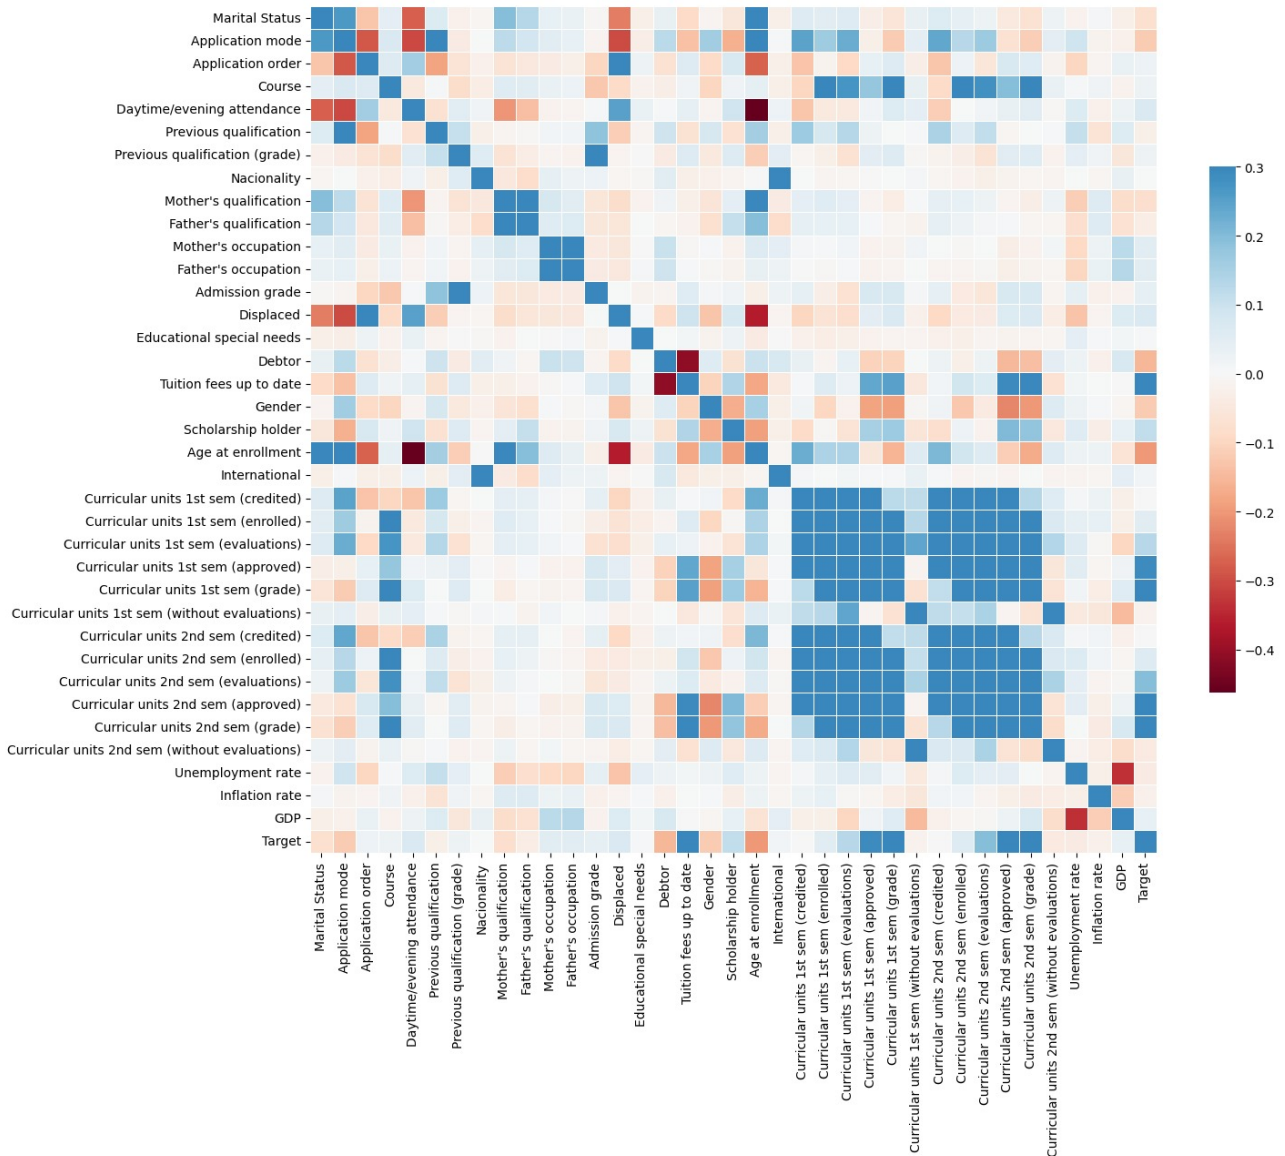 Marital Status
Application mode
Application order
Course
Daytime/evening attendance
Previous qualification
Previous qualification (grade)
Nacionality
Mother's qualification
Father's qualification
Mother's occupation
Father's occupation
Admission grade
Displaced
Educational special needs
Debtor
Tuition fees up to date
Gender
Scholarship holder
Age at enrollment
International
Curricular units 1st sem (credited)
Curricular units 1st sem (enrolled)
Curricular units 1st sem (evaluations)
Curricular units 1st sem (approved)
Curricular units 1st sem (grade)
Curricular units 1st sem (without evaluations)
Curricular units 2nd sem (credited)
Curricular units 2nd sem (enrolled)
Curricular units 2nd sem (evaluations)
Curricular units 2nd sem (approved)
Curricular units 2nd sem (grade)
Curricular units 2nd sem (without evaluations)
Unemployment rate
Inflation rate
GDP
Target
Marital Status
Application mode
Application order
Course
Daytime/evening attendance
Previous qualification
Previous qualification (grade)
Nacionality
Mother's qualification
Father's qualification
Mother's occupation
Father's occupation
Admission grade
Displaced
Educational special needs
Debtor
Tuition fees up to date
Gender
Scholarship holder
Age at enrollment
International
Curricular units 1st sem (credited)
Curricular units 1st sem (enrolled)
Curricular units 1st sem (evaluations)
Curricular units 1st sem (approved)
Curricular units 1st sem (grade)
Curricular units 1st sem (without evaluations)
Curricular units 2nd sem (credited)
Curricular units 2nd sem (enrolled)
Curricular units 2nd sem (evaluations)
Curricular units 2nd sem (approved)
Curricular units 2nd sem (grade)
Curricular units 2nd sem (without evaluations)
Unemployment rate
Inflation rate
GDP
Target
0.3
0.2
0.1
0.0
−0.1
−0.2
−0.3
−0.4